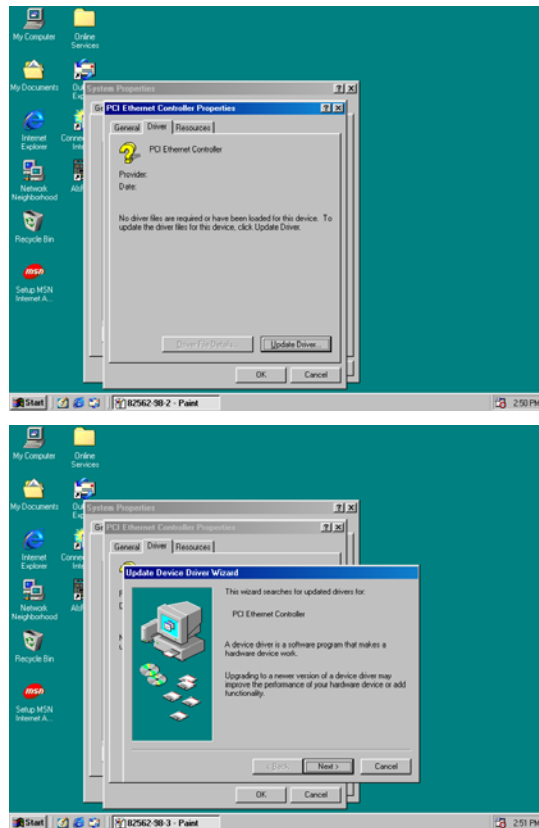 My Computer
Online
Services
My Documents
System Properties
PCI Ethernet Controller Properties
General
Driver
Resources
PCI Ethernet Controller
Internet
Explorer
Provider:
Date:
Network
Neighborhood
No driver files are required or have been loaded for this device. To
update the driver files for this device, click Update Driver.
Recycle Bin
msn
Setup MSN
Internet A...
Driver File Details...
Update Driver...
OK
Cancel
Start
82562-98-2 - Paint
2:50 PM
My Computer
Online
Services
My Documents
System Properties
PCI Ethernet Controller Properties
General
Driver
Resources
Update Device Driver Wizard
Internet
Explorer
This wizard searches for updated drivers for:
PCI Ethernet Controller
Network
Neighborhood
A device driver is a software program that makes a
hardware device work.
Upgrading to a newer version of a device driver may
improve the performance of your hardware device or add
functionality.
Recycle Bin
msn
Setup MSN
Internet A...
< Back
Next >
Cancel
OK
Cancel
Start
82562-98-3 - Paint
2:51 PM